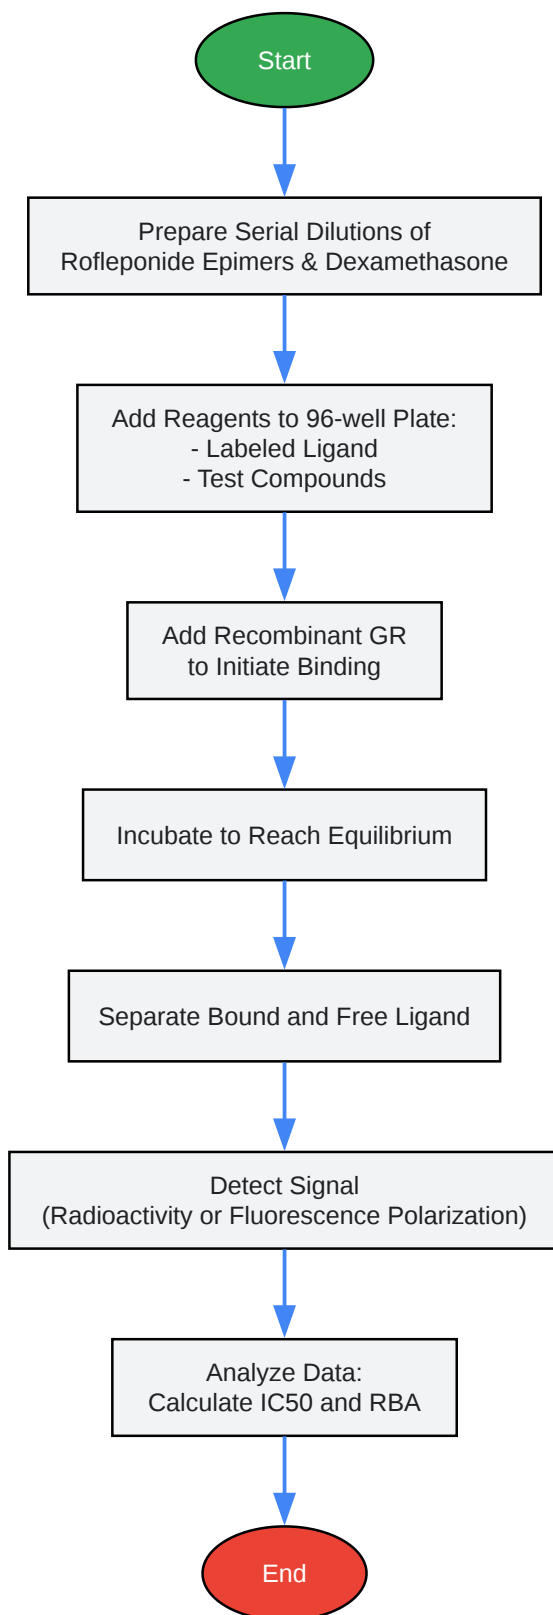 Start
Prepare Serial Dilutions of
Rofleponide Epimers & Dexamethasone
Add Reagents to 96-well Plate:
- Labeled Ligand
- Test Compounds
Add Recombinant GR
to Initiate Binding
Incubate to Reach Equilibrium
Separate Bound and Free Ligand
Detect Signal
(Radioactivity or Fluorescence Polarization)
Analyze Data:
Calculate IC50 and RBA
End